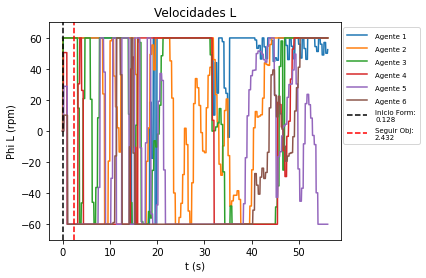 Velocidades L
60
40
20
0
−20
−40
−60
Phi L (rpm)
0
10
20
30
40
50
t (s)
Agente 1
Agente 2
Agente 3
Agente 4
Agente 5
Agente 6
Inicio Form:
0.128
Seguir Obj:
2.432